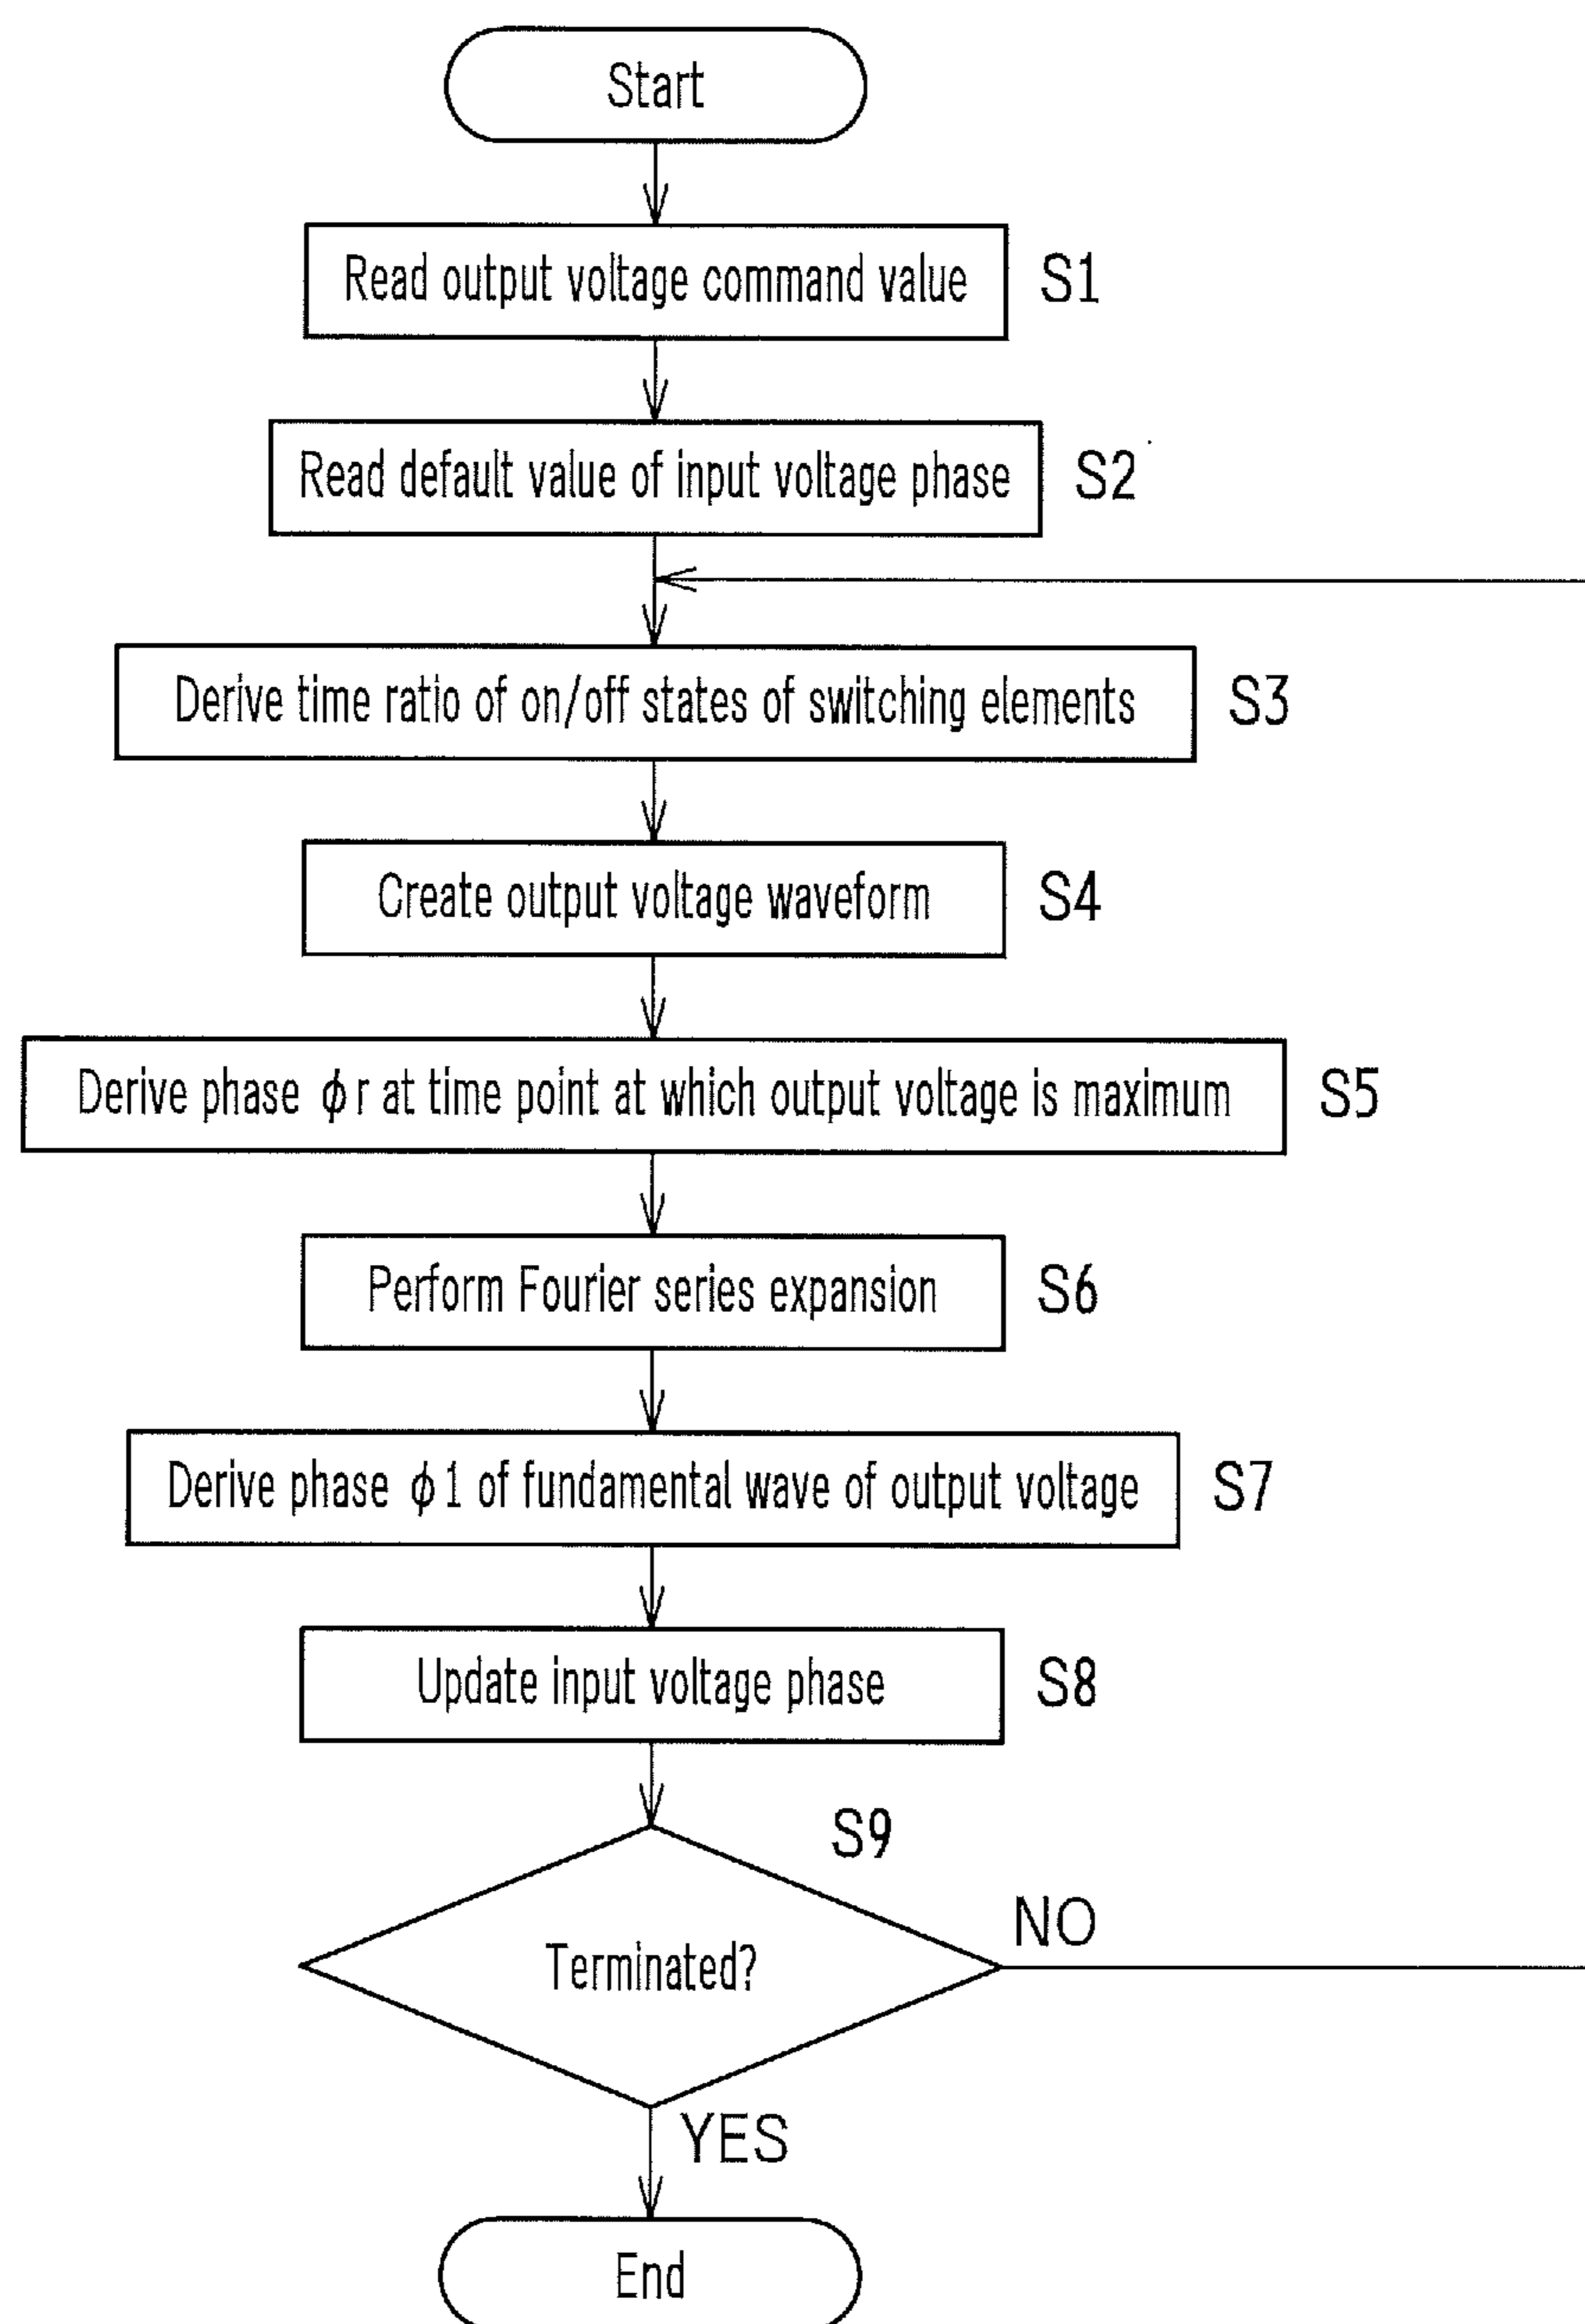 Start
Read output voltage command value S1
Read default value of input voltage phase S2
Derive time ratio of on/off states of switching elements S3
Create output voltage waveform S4
Derive phase ϕr at time point at which output voltage is maximum S5
Perform Fourier series expansion S6
Derive phase ϕ1 of fundamental wave of output voltage S7
Update input voltage phase S8
S9
NO
Terminated?
YES
End